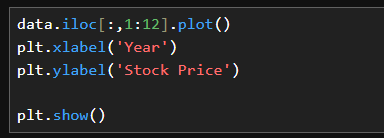 data.iloc[:,1:12].plot()
plt.xlabel('Year')
plt.ylabel('Stock Price')
plt.show()